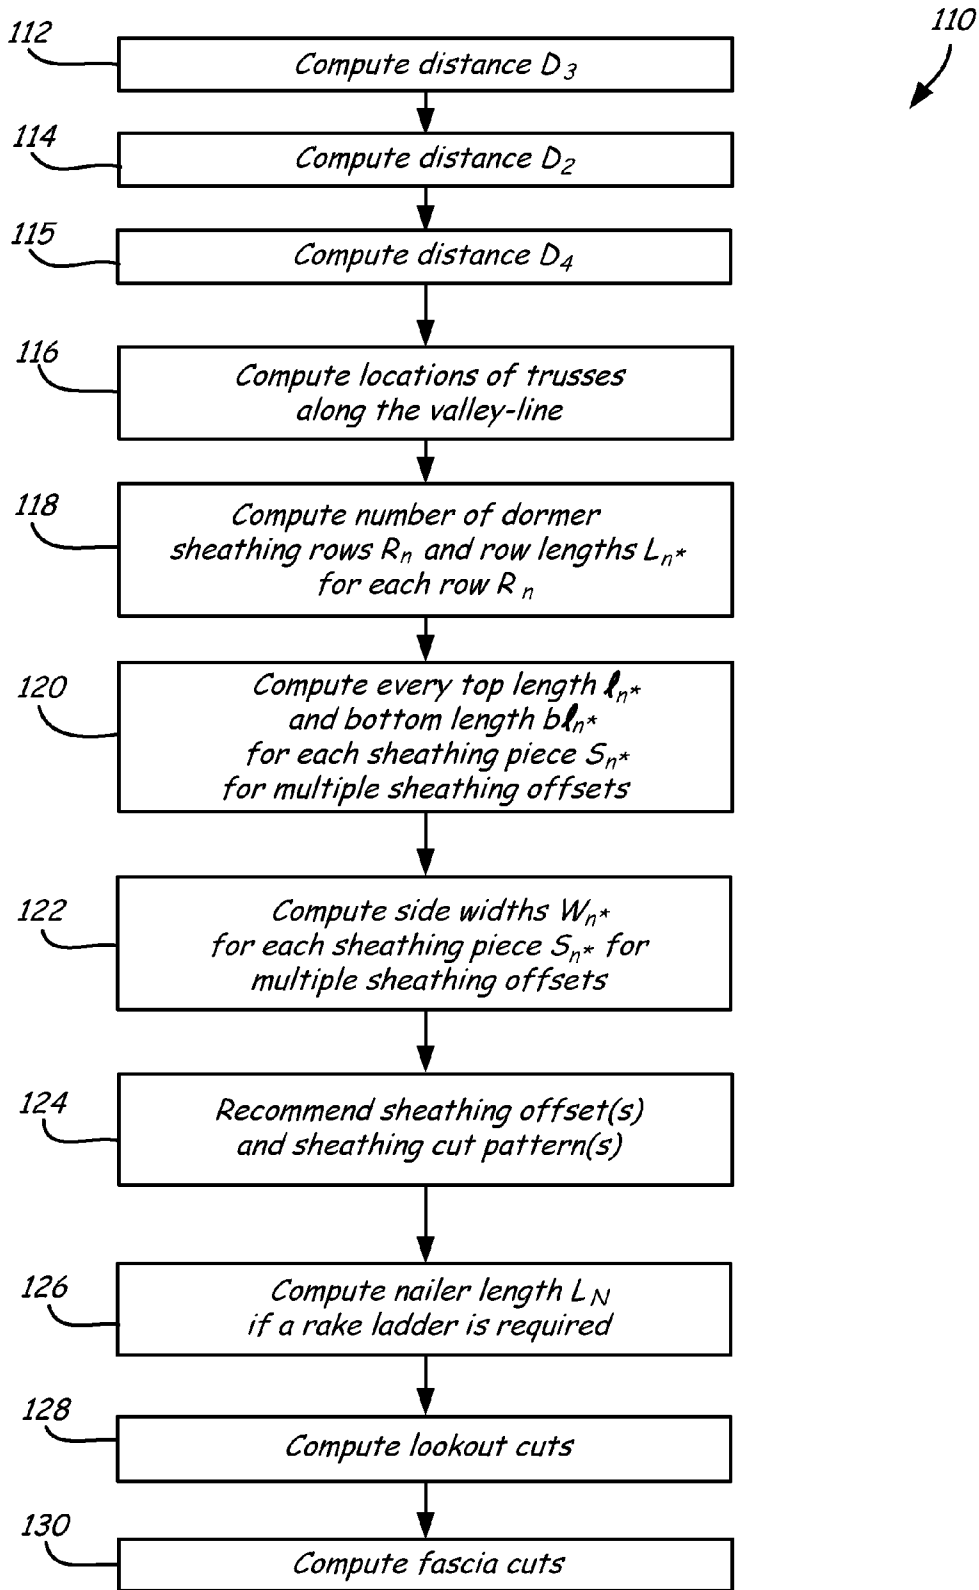 110
112
Compute distance D₃
114
Compute distance D₂
115
Compute distance D₄
116
Compute locations of trusses
along the valley-line
118
Compute number of dormer
sheathing rows Rₙ and row lengths Lₙ*
for each row Rₙ
120
Compute every top length ℓₙ*
and bottom length bℓₙ*
for each sheathing piece Sₙ*
for multiple sheathing offsets
122
Compute side widths Wₙ*
for each sheathing piece Sₙ* for
multiple sheathing offsets
124
Recommend sheathing offset(s)
and sheathing cut pattern(s)
126
Compute nailer length L_N
if a rake ladder is required
128
Compute lookout cuts
130
Compute fascia cuts